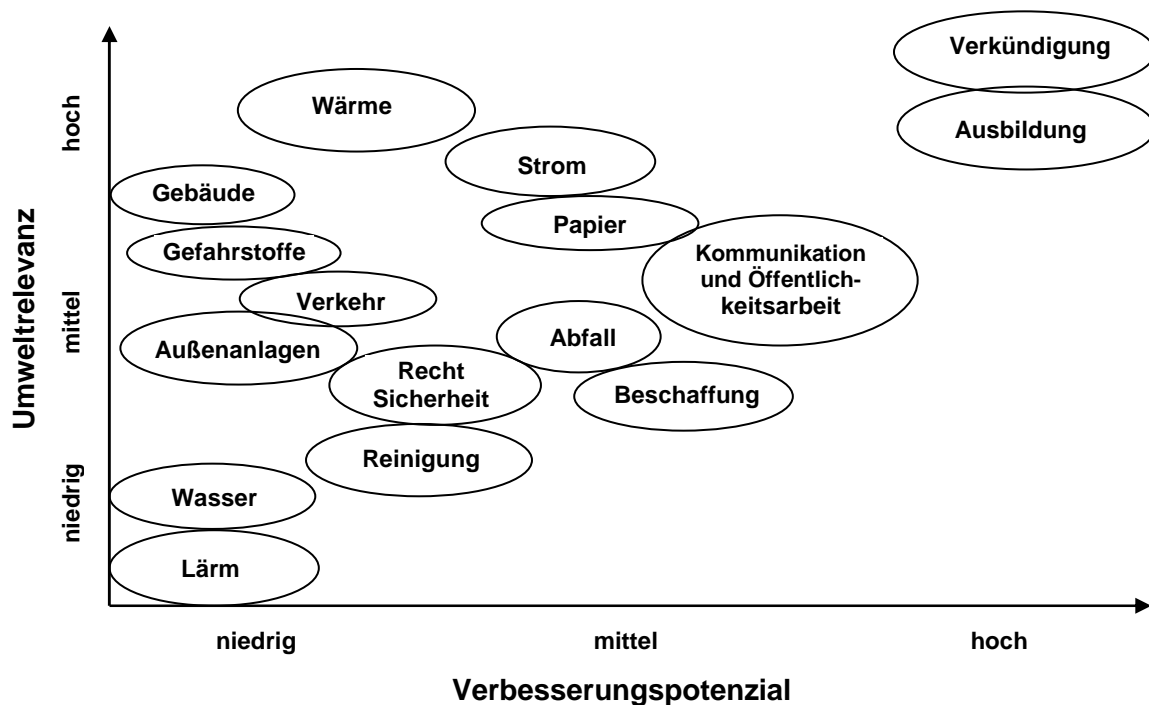 Verkündigung
Wärme
Ausbildung
Strom
Gebäude
Papier
Gefahrstoffe
Kommunikation
und Öffentlich-
keitsarbeit
Verkehr
Abfall
Außenanlagen
Recht
Sicherheit
Beschaffung
Reinigung
Wasser
Lärm
Umweltrelevanz
hoch
mittel
niedrig
niedrig mittel hoch
Verbesserungspotenzial